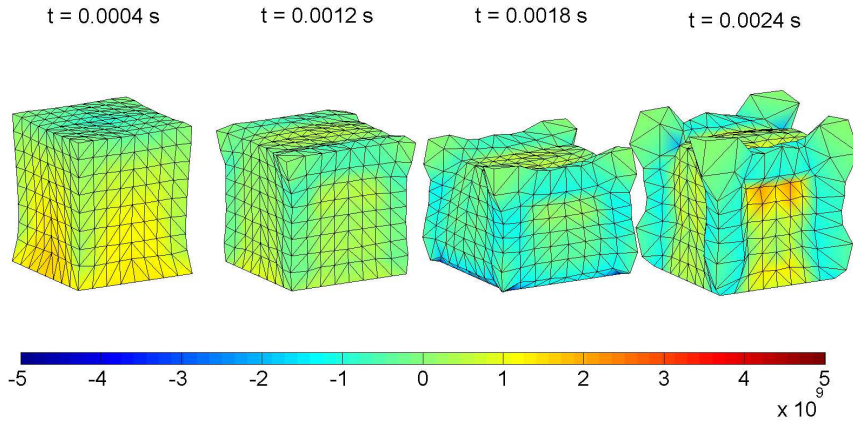 t = 0.0004 s t = 0.0012 s t = 0.0018 s t = 0.0024 s
-5 -4 -3 -2 -1 0 1 2 3 4 5
x 10^9